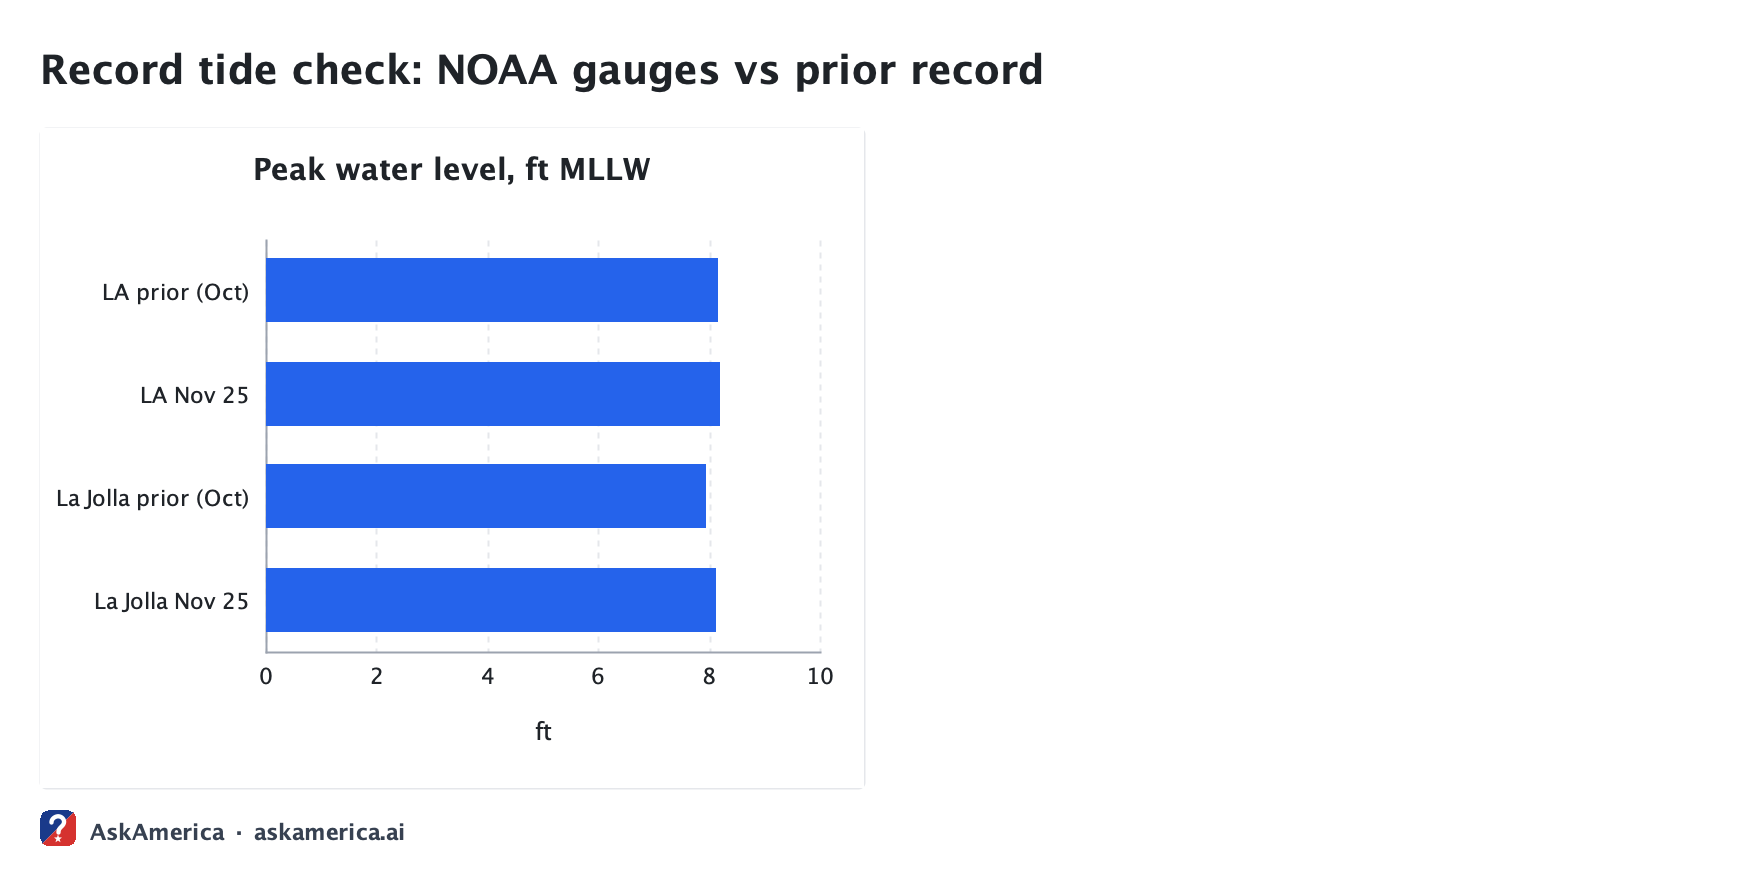 Record tide check: NOAA gauges vs prior record
Peak water level, ft MLLW
LA prior (Oct)
LA Nov 25
La Jolla prior (Oct)
La Jolla Nov 25
0 2 4 6 8 10
ft
AskAmerica · askamerica.ai